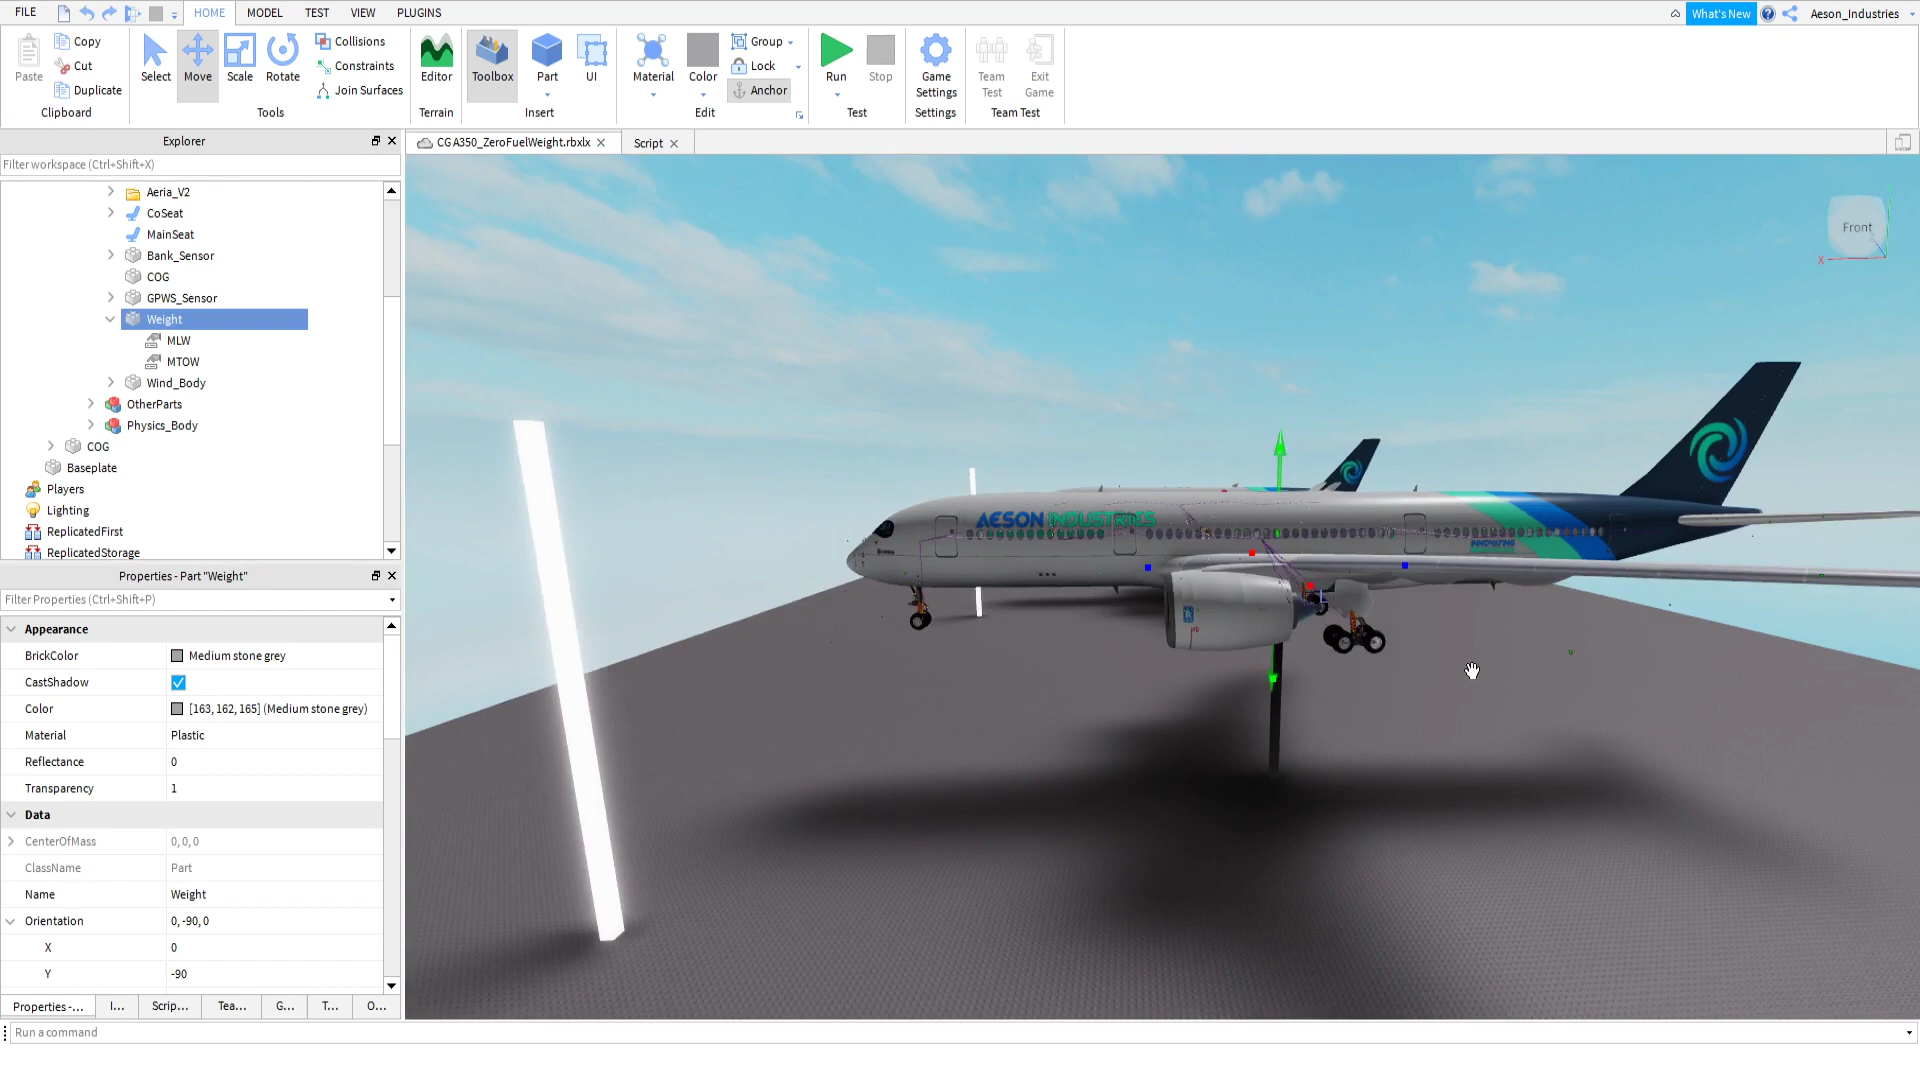 FILE
HOME
MODEL
TEST
VIEW
PLUGINS
What's New
Aeson_Industries
Paste
Copy
Cut
Duplicate
Clipboard
Select
Move
Scale
Rotate
Collisions
Constraints
Join Surfaces
Tools
Editor
Terrain
Toolbox
Part
UI
Insert
Material
Color
Group
Lock
Anchor
Edit
Run
Stop
Test
Game
Settings
Settings
Team
Test
Exit
Game
Team Test
Explorer
Filter workspace (Ctrl+Shift+X)
Aeria_V2
CoSeat
MainSeat
Bank_Sensor
COG
GPWS_Sensor
Weight
MLW
MTOW
Wind_Body
OtherParts
Physics_Body
COG
Baseplate
Players
Lighting
ReplicatedFirst
ReplicatedStorage
Properties - Part "Weight"
Filter Properties (Ctrl+Shift+P)
Appearance
BrickColor Medium stone grey
CastShadow
Color [163, 162, 165] (Medium stone grey)
Material Plastic
Reflectance 0
Transparency 1
Data
CenterOfMass 0, 0, 0
ClassName Part
Name Weight
Orientation 0, -90, 0
X 0
Y -90
Properties -...
I...
Scrip...
Tea...
G...
T...
O...
Run a command
CG A350_ZeroFuelWeight.rbxlx
Script
Front
X
AESON INDUSTRIES
INNOVATING